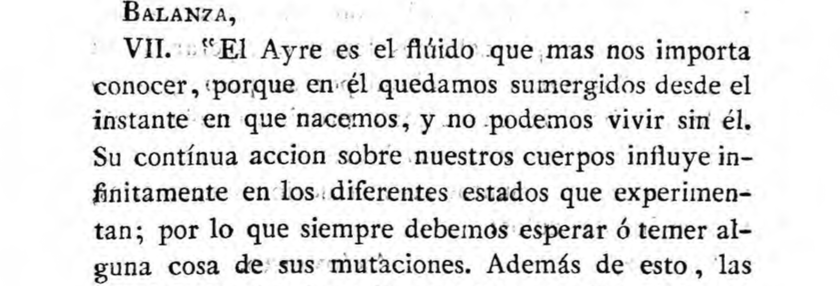 BALANZA,
VII. "El Ayre es el flúido que mas nos importa
conocer, porque en él quedamos sumergidos desde el
instante en que nacemos, y no podemos vivir sin él.
Su contínua accion sobre nuestros cuerpos influye in-
finitamente en los diferentes estados que experimen-
tan; por lo que siempre debemos esperar ó temer al-
guna cosa de sus mutaciones. Además de esto, las